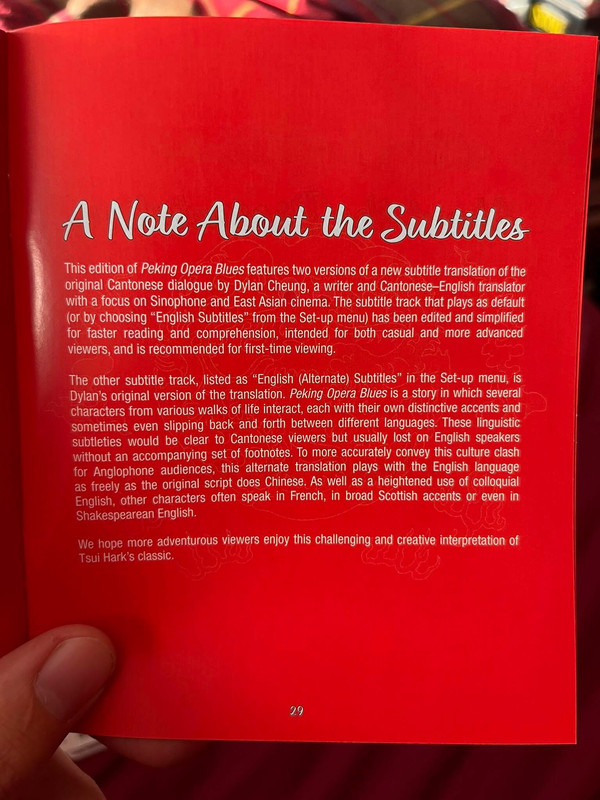 A Note About the Subtitles
This edition of Peking Opera Blues features two versions of a new subtitle translation of the
original Cantonese dialogue by Dylan Cheung, a writer and Cantonese–English translator
with a focus on Sinophone and East Asian cinema. The subtitle track that plays as default
(or by choosing “English Subtitles” from the Set-up menu) has been edited and simplified
for faster reading and comprehension, intended for both casual and more advanced
viewers, and is recommended for first-time viewing.
The other subtitle track, listed as “English (Alternate) Subtitles” in the Set-up menu, is
Dylan's original version of the translation. Peking Opera Blues is a story in which several
characters from various walks of life interact, each with their own distinctive accents and
sometimes even slipping back and forth between different languages. These linguistic
subtleties would be clear to Cantonese viewers but usually lost on English speakers
without an accompanying set of footnotes. To more accurately convey this culture clash
for Anglophone audiences, this alternate translation plays with the English language
as freely as the original script does Chinese. As well as a heightened use of colloquial
English, other characters often speak in French, in broad Scottish accents or even in
Shakespearean English.
We hope more adventurous viewers enjoy this challenging and creative interpretation of
Tsui Hark's classic.
29